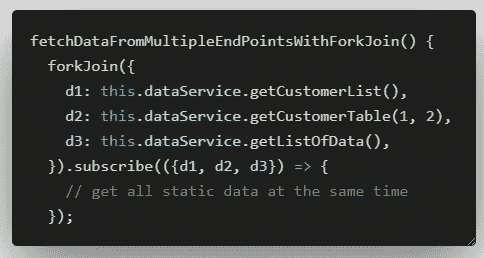 fetchDataFromMultipleEndPointsWithForkJoin() {
forkJoin({
d1: this.dataService.getCustomerList(),
d2: this.dataService.getCustomerTable(1, 2),
d3: this.dataService.getListOfData(),
}).subscribe(({d1, d2, d3}) => {
// get all static data at the same time
});